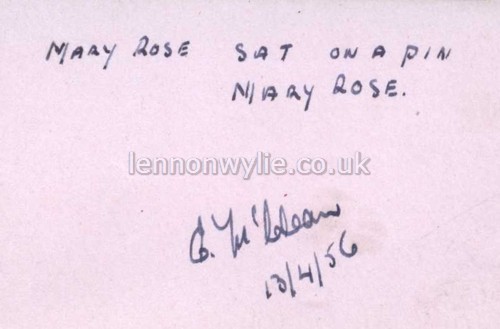 MARY ROSE SAT ON A PIN
MARY ROSE.
lennonwylie.co.uk
13/4/56